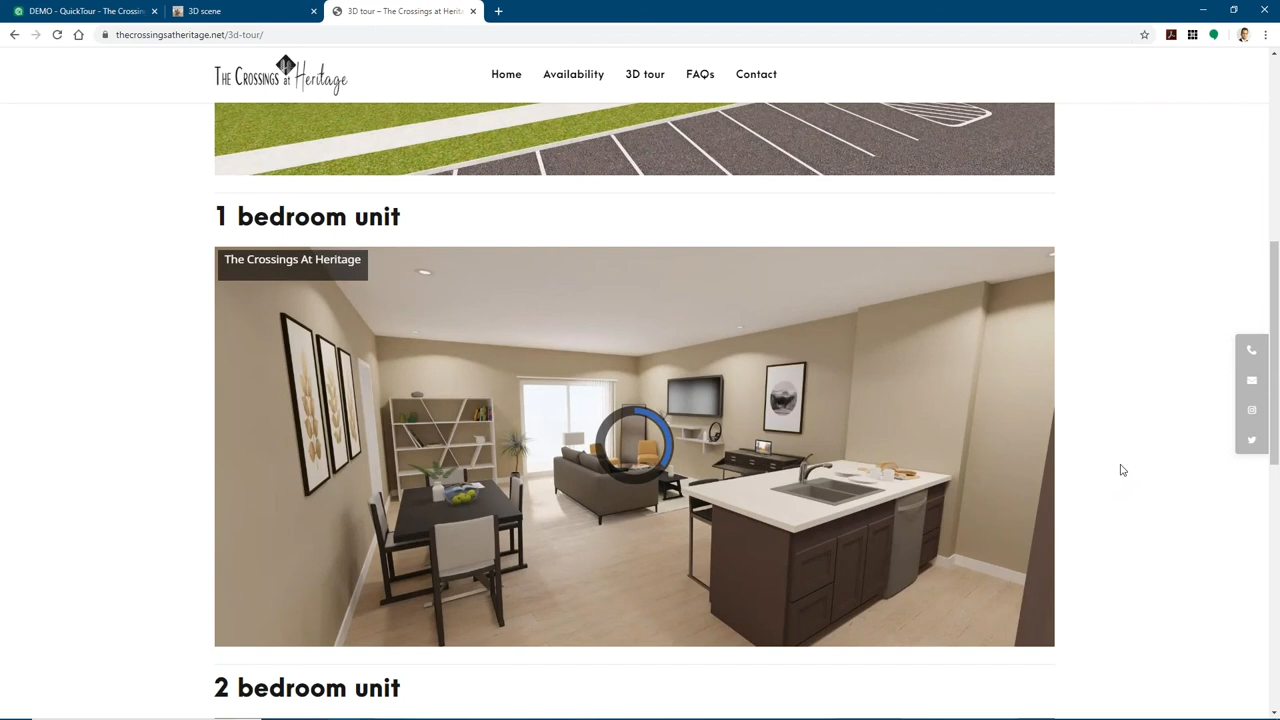 DEMO - QuickTour - The Crossin
3D scene
3D tour – The Crossings at Herita
thecrossingsatheritage.net/3d-tour/
THE CROSSINGS at Heritage
Home
Availability
3D tour
FAQs
Contact
1 bedroom unit
The Crossings At Heritage
2 bedroom unit